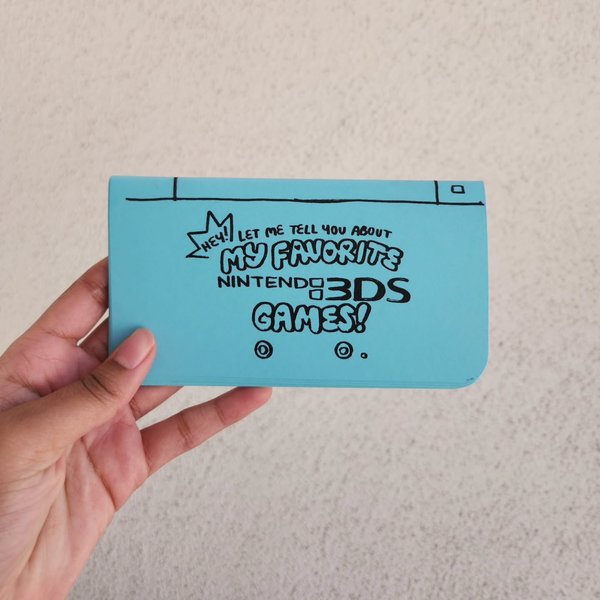 HEY! LET ME TELL YOU ABOUT
MY FAVORITE
NINTENDO 3DS
GAMES!